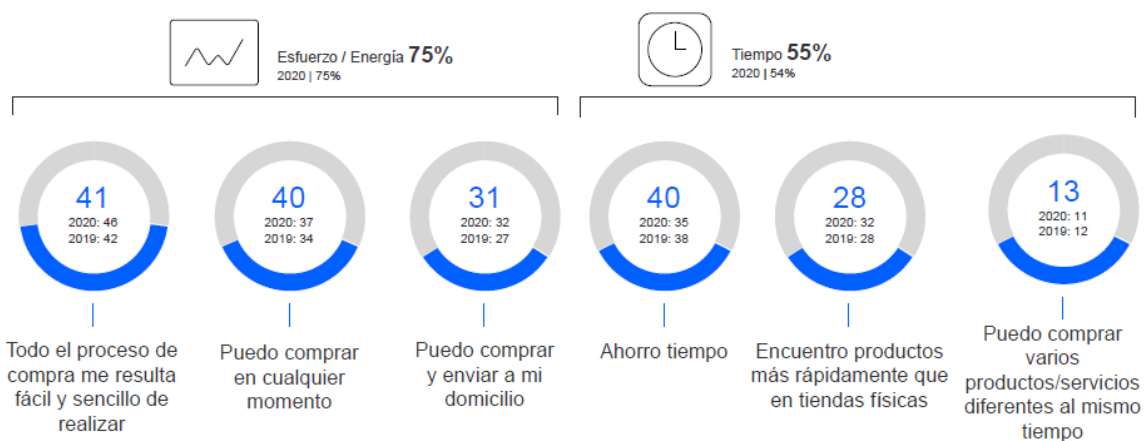 Esfuerzo / Energía 75%
2020 | 75%
Tiempo 55%
2020 | 54%
41
2020: 46
2019: 42
Todo el proceso de
compra me resulta
fácil y sencillo de
realizar
40
2020: 37
2019: 34
Puedo comprar
en cualquier
momento
31
2020: 32
2019: 27
Puedo comprar
y enviar a mi
domicilio
40
2020: 35
2019: 38
Ahorro tiempo
28
2020: 32
2019: 28
Encuentro productos
más rápidamente que
en tiendas físicas
13
2020: 11
2019: 12
Puedo comprar
varios
productos/servicios
diferentes al mismo
tiempo